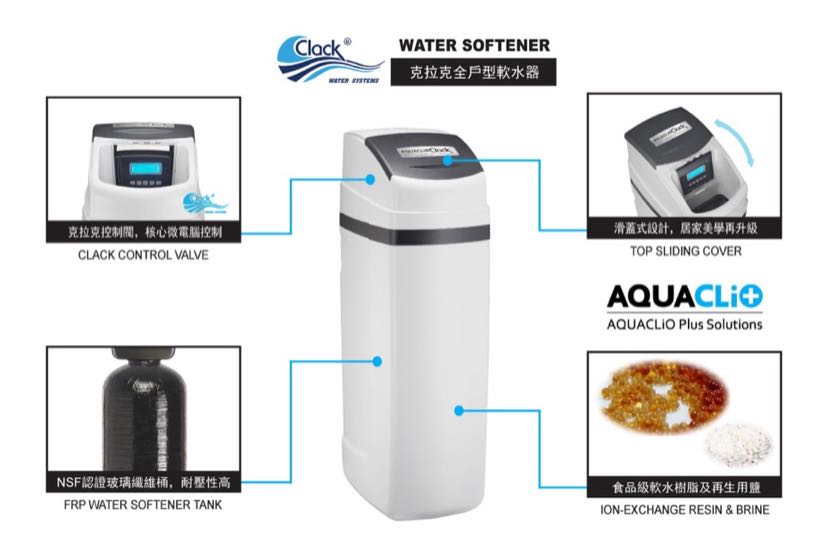 Clack®
WATER SYSTEMS
WATER SOFTENER
克拉克全戶型軟水器
Clack®
克拉克控制閥，核心微電腦控制
CLACK CONTROL VALVE
AQUACLiO Clack
滑蓋式設計，居家美學再升級
TOP SLIDING COVER
AQUACLiO
AQUACLiO Plus Solutions
NSF認證玻璃纖維桶，耐壓性高
FRP WATER SOFTENER TANK
食品級軟水樹脂及再生用鹽
ION-EXCHANGE RESIN & BRINE